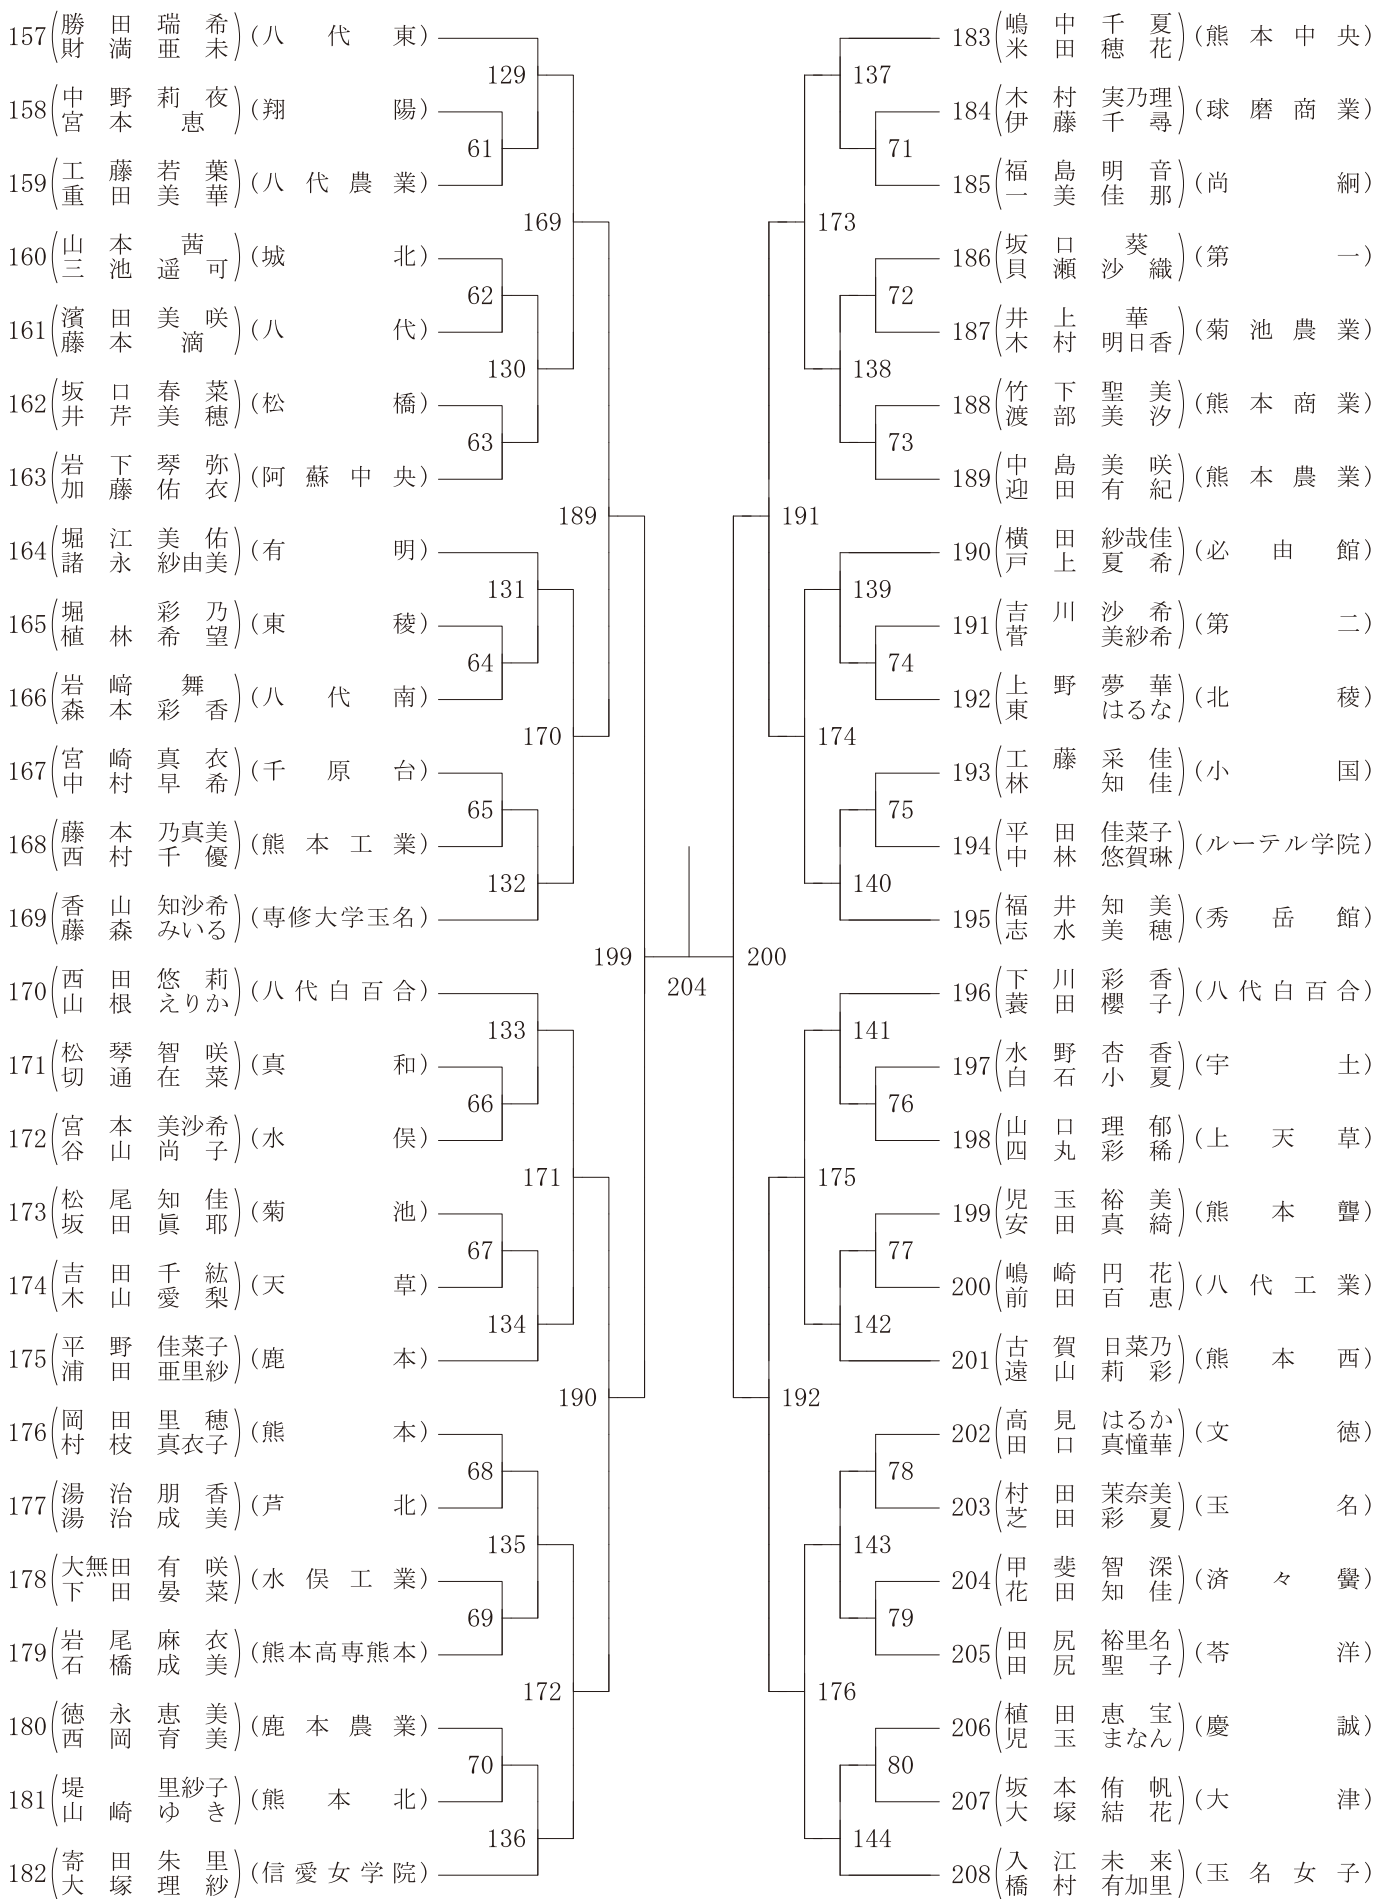 157 勝田瑞希 (八代東)
財満亜未
129
158 中野莉夜 (翔陽)
宮本恵
61
159 工藤若葉 (八代農業)
重田美華
169
160 山本茜 (城北)
三池遥可
62
161 濱田美咲 (八代)
藤本滴
130
162 坂口春菜 (松橋)
井芹美穂
63
163 岩下琴弥 (阿蘇中央)
加藤佑衣
189
164 堀江美佑 (有明)
諸永紗由美
131
165 堀彩乃 (東稜)
植林希望
64
166 岩﨑舞 (八代南)
森本彩香
170
167 宮崎真衣 (千原台)
中村早希
65
168 藤本乃真美 (熊本工業)
西村千優
132
169 香山知沙希 (専修大学玉名)
藤森みいる
199
170 西田悠莉 (八代白百合)
山根えりか
133
171 松琴智咲 (真和)
切通在菜
66
172 宮本美沙希 (水俣)
谷山尚子
171
173 松尾知佳 (菊池)
坂田眞耶
67
174 吉田千紘 (天草)
木山愛梨
134
175 平野佳菜子 (鹿本)
浦田亜里紗
190
176 岡田里穂 (熊本)
村枝真衣子
68
177 湯治朋香 (芦北)
湯治成美
135
178 大無田有咲 (水俣工業)
下田晏菜
69
179 岩尾麻衣 (熊本高専熊本)
石橋成美
172
180 徳永恵美 (鹿本農業)
西岡育美
70
181 堤里紗子 (熊本北)
山崎ゆき
136
182 寄田朱里 (信愛女学院)
大塚理紗
204
183 嶋中千夏 (熊本中央)
米田穂花
137
184 木村実乃理 (球磨商業)
伊藤千尋
71
185 福島明音 (尚絅)
一美佳那
173
186 坂口葵 (第一)
貝瀬沙織
72
187 井上華 (菊池農業)
木村明日香
138
188 竹下聖美 (熊本商業)
渡部美汐
73
189 中島美咲 (熊本農業)
迎田有紀
191
190 横田紗哉佳 (必由館)
戸上夏希
139
191 吉川沙希 (第二)
菅美紗希
74
192 上野夢華 (北稜)
東はるな
174
193 工藤采佳 (小国)
林知佳
75
194 平田佳菜子 (ルーテル学院)
中林悠賀琳
140
195 福井知美 (秀岳館)
志水美穂
200
196 下川彩香 (八代白百合)
蓑田櫻子
141
197 水野杏香 (宇土)
白石小夏
76
198 山口理郁 (上天草)
四丸彩稀
175
199 児玉裕美 (熊本聾)
安田真綺
77
200 嶋崎円花 (八代工業)
前田百恵
142
201 古賀日菜乃 (熊本西)
遠山莉彩
192
202 高見はるか (文徳)
田口真憧華
78
203 村田茉奈美 (玉名)
芝田彩夏
143
204 甲斐智深 (済々黌)
花田知佳
79
205 田尻裕里名 (苓洋)
田尻聖子
176
206 植田恵宝 (慶誠)
児玉まなん
80
207 坂本侑帆 (大津)
大塚結花
144
208 入江未来 (玉名女子)
橋村有加里